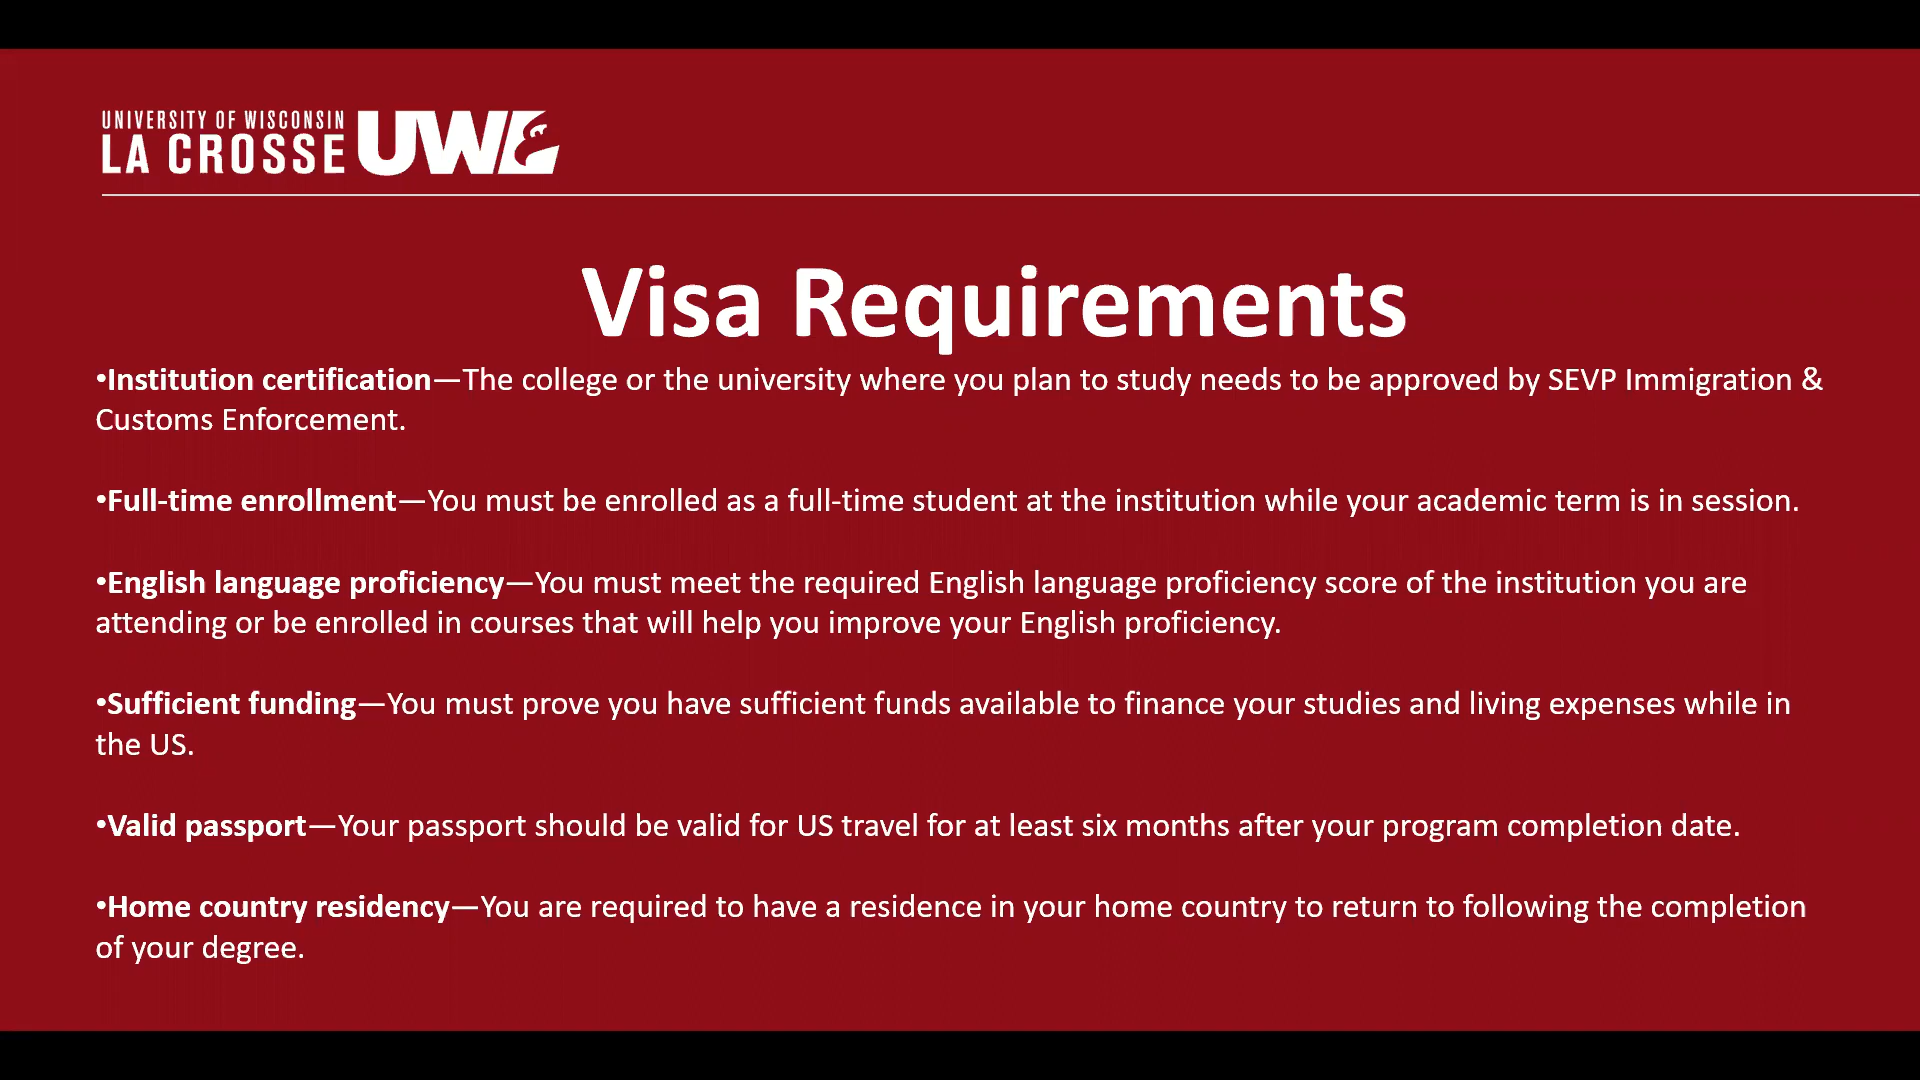 UNIVERSITY OF WISCONSIN
LA CROSSE UWL
Visa Requirements
•Institution certification—The college or the university where you plan to study needs to be approved by SEVP Immigration &
Customs Enforcement.
•Full-time enrollment—You must be enrolled as a full-time student at the institution while your academic term is in session.
•English language proficiency—You must meet the required English language proficiency score of the institution you are
attending or be enrolled in courses that will help you improve your English proficiency.
•Sufficient funding—You must prove you have sufficient funds available to finance your studies and living expenses while in
the US.
•Valid passport—Your passport should be valid for US travel for at least six months after your program completion date.
•Home country residency—You are required to have a residence in your home country to return to following the completion
of your degree.